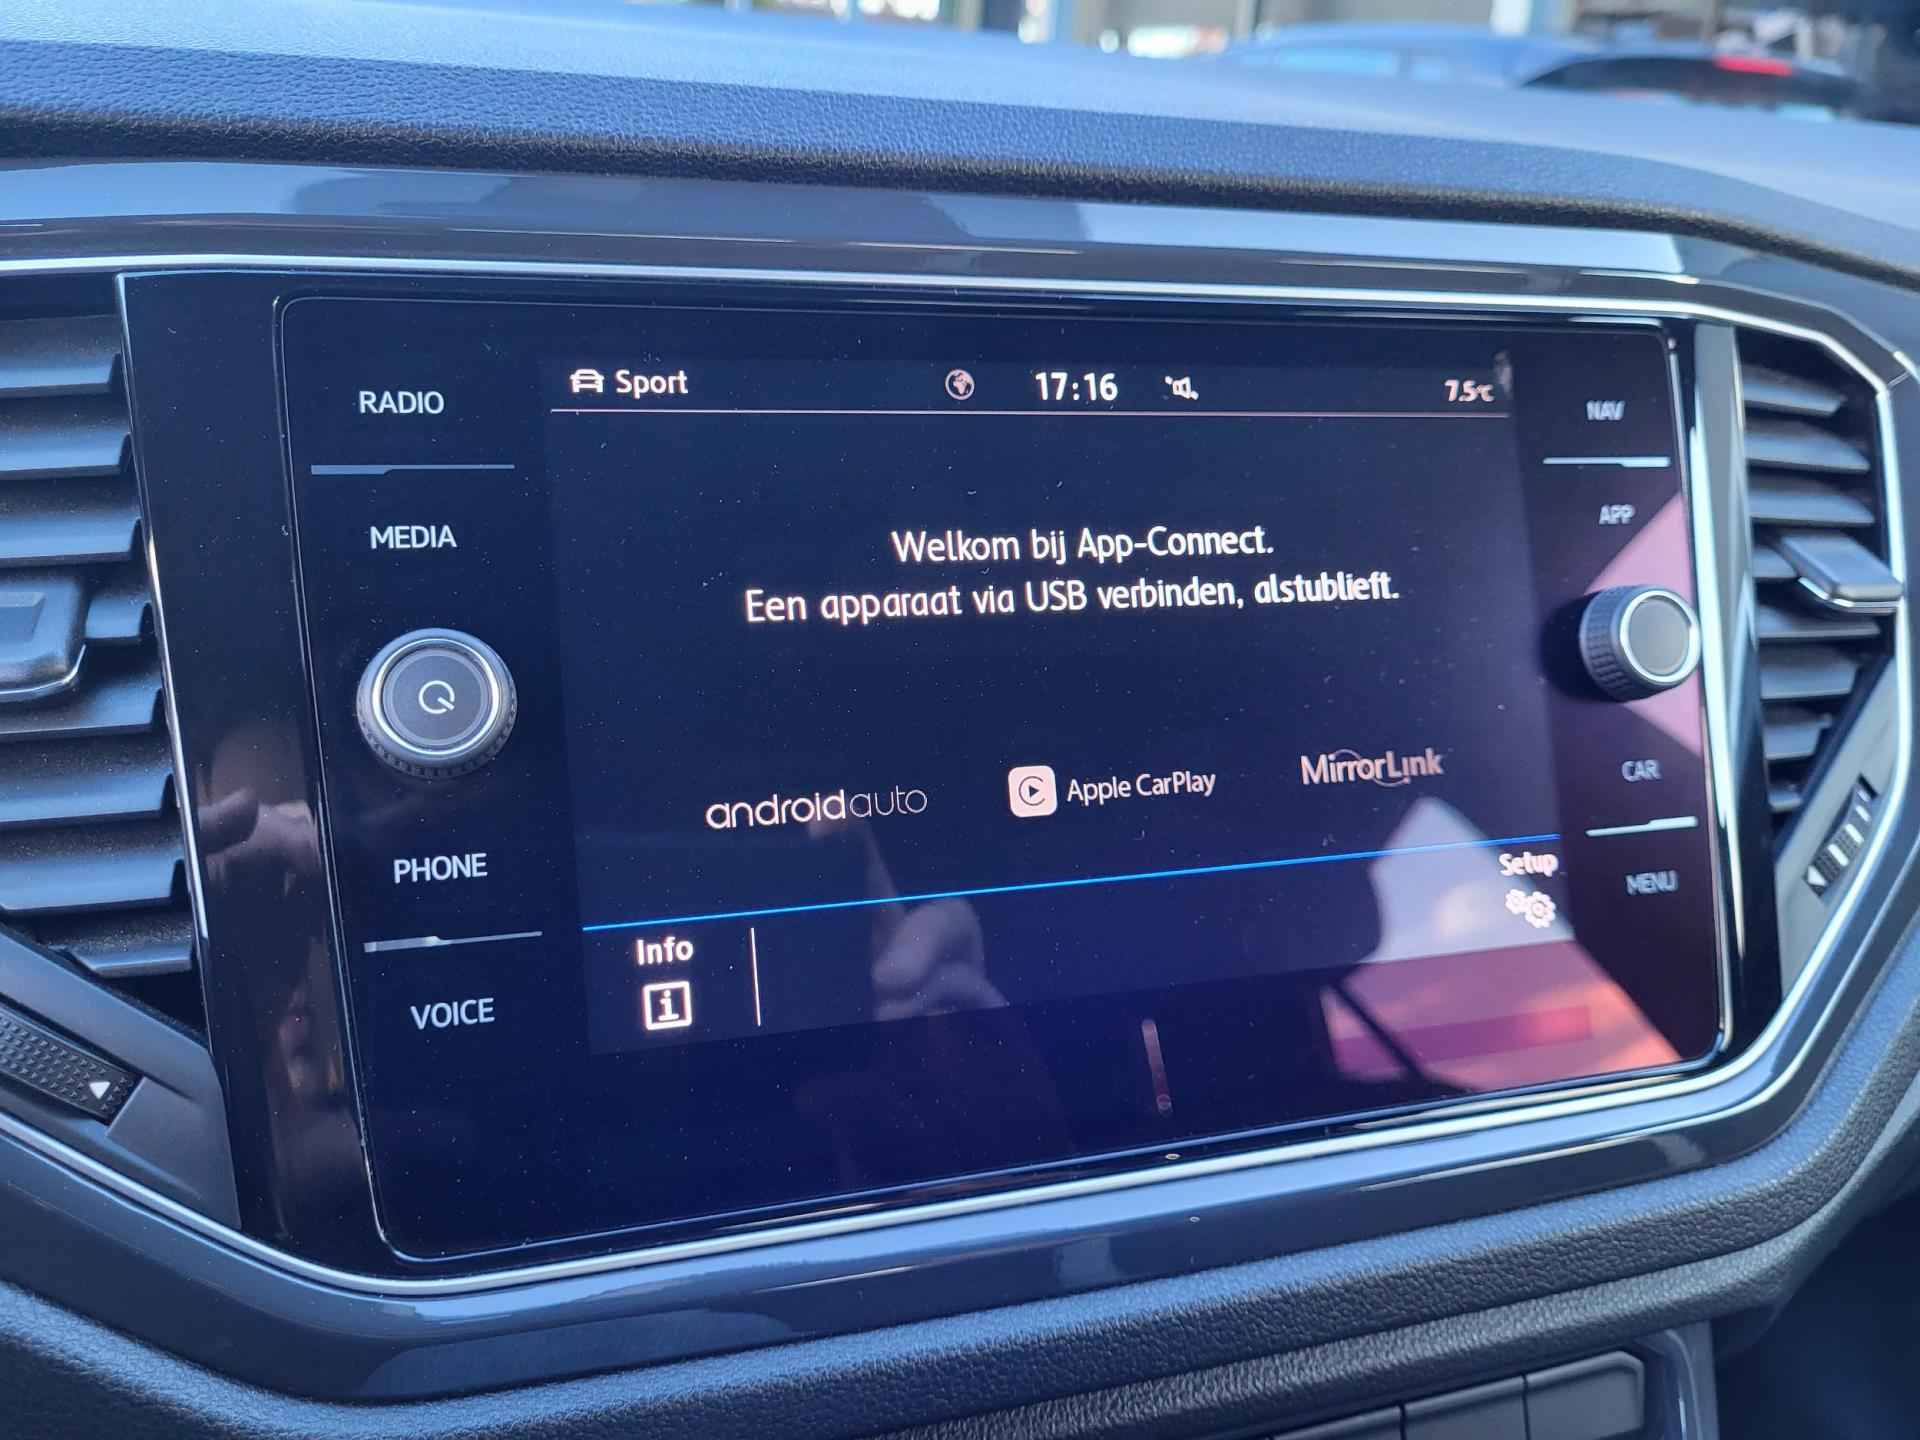 RADIO
MEDIA
PHONE
VOICE
Sport
17:16
7.5°C
Welkom bij App-Connect.
Een apparaat via USB verbinden, alstublieft.
androidauto
Apple CarPlay
MirrorLink
Info
Setup
NAV
APP
CAR
MENU